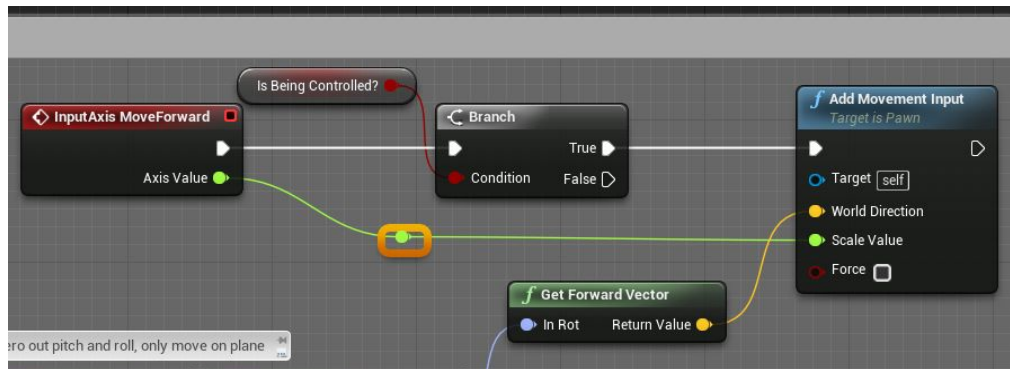 Is Being Controlled?
InputAxis MoveForward
Axis Value
Branch
True
Condition
False
Add Movement Input
Target is Pawn
Target self
World Direction
Scale Value
Force
Get Forward Vector
In Rot Return Value
out pitch and roll, only move on plane